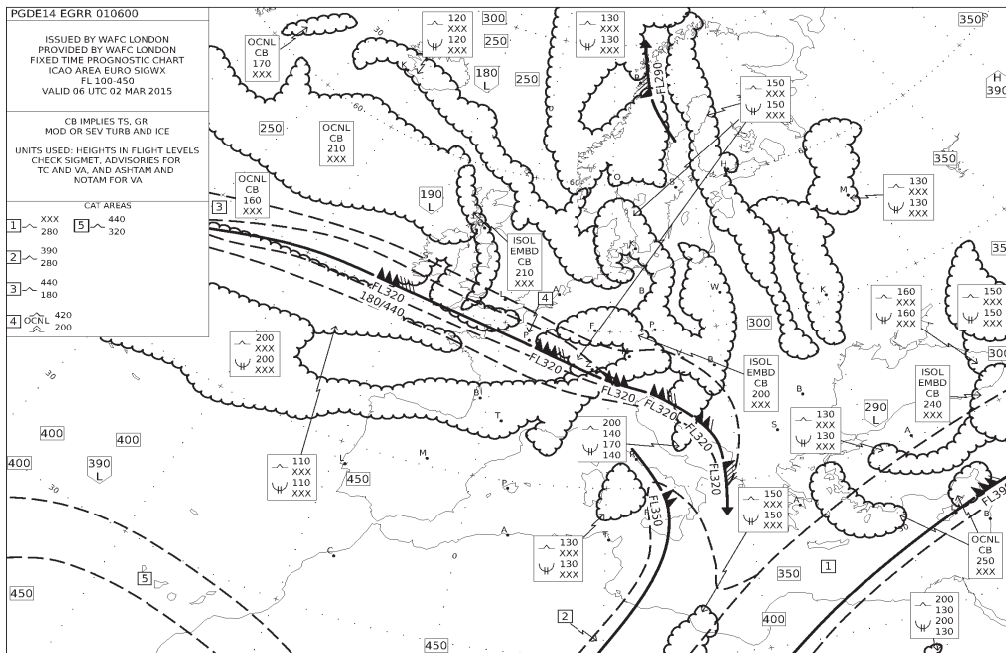 PGDE14 EGRR 010600
ISSUED BY WAFC LONDON
PROVIDED BY WAFC LONDON
FIXED TIME PROGNOSTIC CHART
ICAO AREA EURO SIGWX
FL 100-450
VALID 06 UTC 02 MAR 2015
CB IMPLIES TS, GR
MOD OR SEV TURB AND ICE
UNITS USED: HEIGHTS IN FLIGHT LEVELS
CHECK SIGMET, ADVISORIES FOR
TC AND VA, AND ASHTAM AND
NOTAM FOR VA
CAT AREAS
1
XXX
280
5
440
320
2
390
280
3
440
180
4 OCNL
420
200
OCNL
CB
170
XXX
30
120
XXX
120
XXX
300
250
180
L
250
130
XXX
130
XXX
FL290
150
XXX
150
XXX
350
H
390
350
250
OCNL
CB
210
XXX
60
OCNL
CB
160
XXX
3
190
L
ISOL
EMBD
CB
210
XXX
4
130
XXX
130
XXX
160
XXX
160
XXX
150
XXX
150
XXX
300
300
FL320
180/440
FL320
FL320
FL320
FL320
FL320
200
XXX
200
XXX
ISOL
EMBD
CB
200
XXX
ISOL
EMBD
CB
240
XXX
290
L
130
XXX
130
XXX
30
400
400
400
390
L
30
110
XXX
110
XXX
450
200
140
170
140
FL350
150
XXX
150
XXX
130
XXX
130
XXX
OCNL
CB
250
XXX
5
450
2
450
350
1
400
200
130
200
130
K
M
K
W
B
P
F
P
B
T
M
L
P
A
C
0
B
S
A
A
B